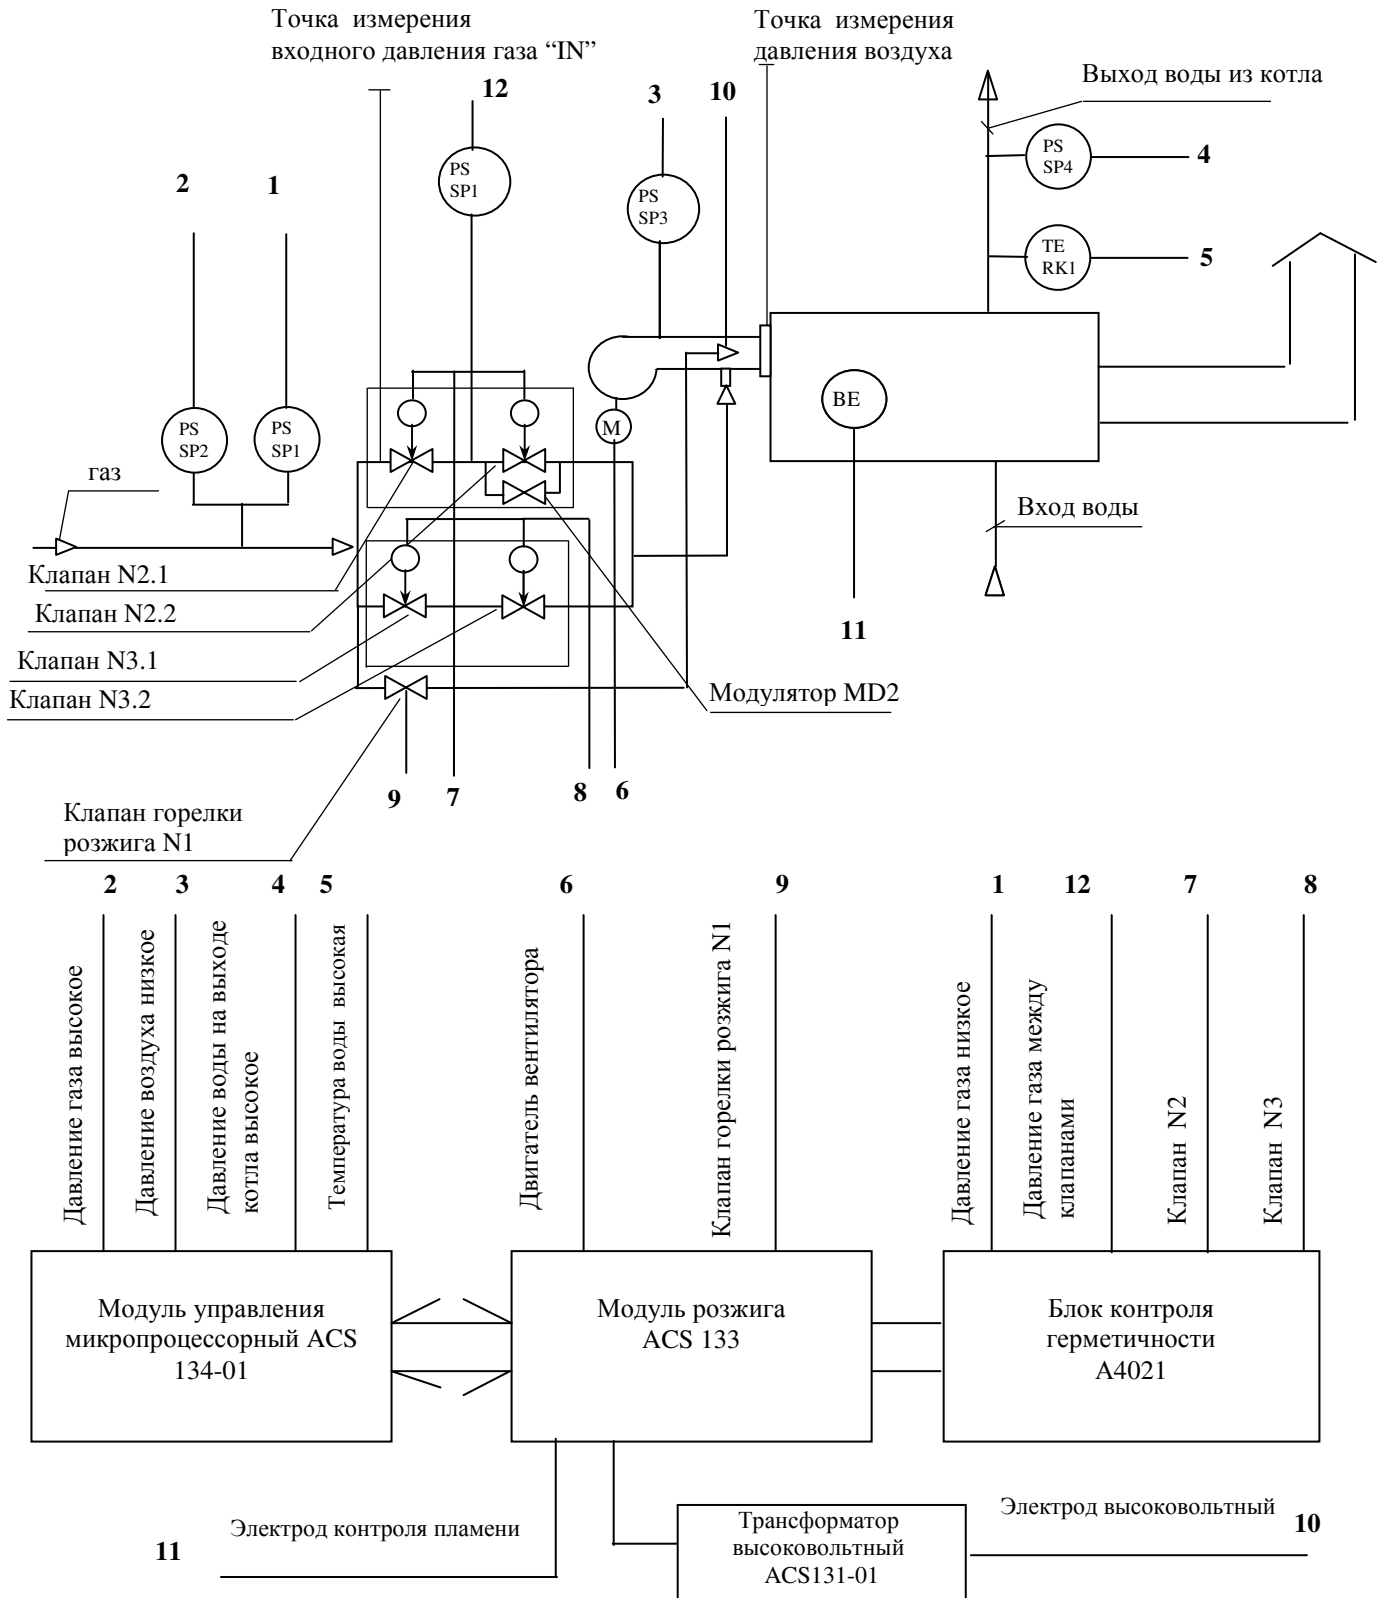 Точка измерения
входного давления газа “IN”
Точка измерения
давления воздуха
Выход воды из котла
12
3
10
PS
SP1
PS
SP3
PS
SP4
4
2
1
TE
RK1
5
PS
SP2
PS
SP1
M
BE
газ
Вход воды
Клапан N2.1
Клапан N2.2
11
Клапан N3.1
Клапан N3.2
Модулятор MD2
9
7
8
6
Клапан горелки
розжига N1
2
3
4
5
6
9
1
12
7
8
Давление газа высокое
Давление воздуха низкое
Давление воды на выходе
котла высокое
Температура воды высокая
Двигатель вентилятора
Клапан горелки розжига N1
Давление газа низкое
Давление газа между
клапанами
Клапан N2
Клапан N3
Модуль управления
микропроцессорный ACS
134-01
Модуль розжига
ACS 133
Блок контроля
герметичности
А4021
Электрод контроля пламени
11
Трансформатор
высоковольтный
ACS131-01
Электрод высоковольтный
10